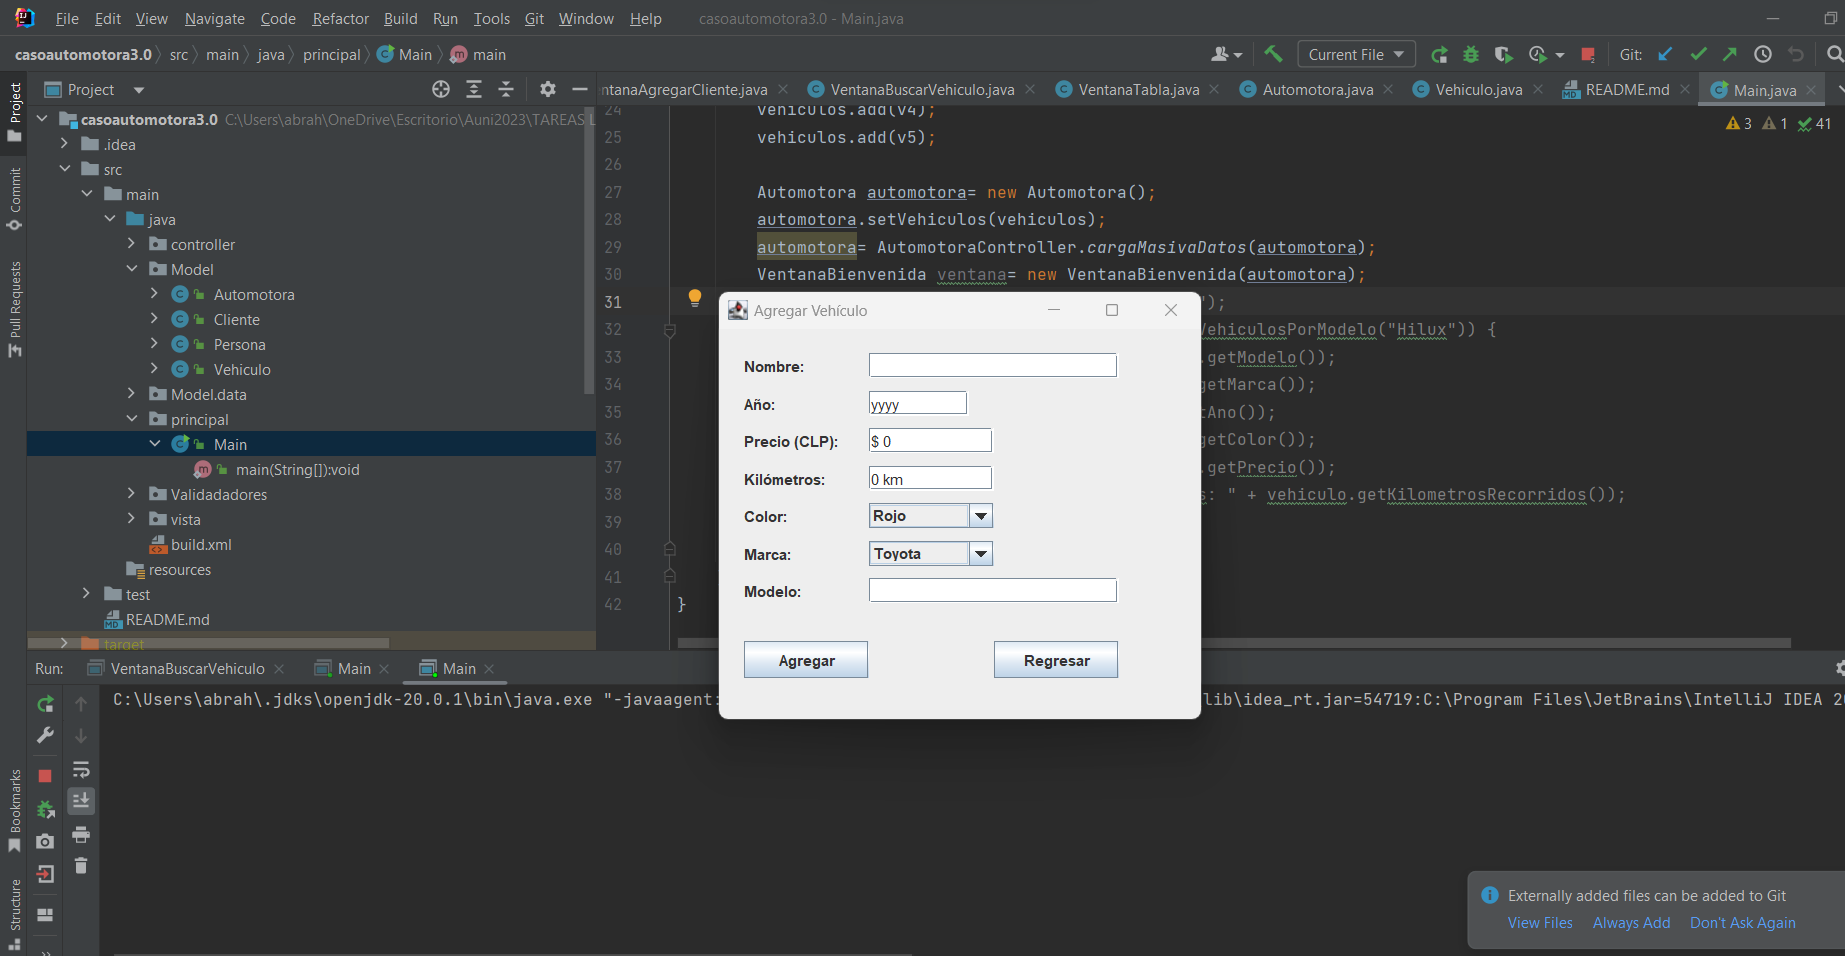 File Edit View Navigate Code Refactor Build Run Tools Git Window Help casoautomotora3.0 - Main.java
casoautomotora3.0 src main java principal Main main Current File Git:
Project
ntanaAgregarCliente.java VentanaBuscarVehiculo.java VentanaTabla.java Automotora.java Vehiculo.java README.md Main.java
casoautomotora3.0 C:\Users\abrah\OneDrive\Escritorio\Auni2023\TAREAS L
.idea
src
main
java
controller
Model
Automotora
Cliente
Persona
Vehiculo
Model.data
principal
Main
main(String[]):void
Validadadores
vista
build.xml
resources
test
README.md
target
Project
Commit
Pull Requests
Bookmarks
Structure
3 1 41
24 vehiculos.add(v4);
25 vehiculos.add(v5);
26
27 Automotora automotora= new Automotora();
28 automotora.setVehiculos(vehiculos);
29 automotora= AutomotoraController.cargaMasivaDatos(automotora);
30 VentanaBienvenida ventana= new VentanaBienvenida(automotora);
31 ");
32 VehiculosPorModelo("Hilux")) {
33 .getModelo());
34 getMarca());
35 tAno());
36 getColor());
37 .getPrecio());
38 s: " + vehiculo.getKilometrosRecorridos());
39
40
41
42 }
Agregar Vehículo
Nombre:
Año: yyyy
Precio (CLP): $ 0
Kilómetros: 0 km
Color: Rojo
Marca: Toyota
Modelo:
Agregar Regresar
Run: VentanaBuscarVehiculo Main Main
C:\Users\abrah\.jdks\openjdk-20.0.1\bin\java.exe "-javaagent: lib\idea_rt.jar=54719:C:\Program Files\JetBrains\IntelliJ IDEA 20
Externally added files can be added to Git
View Files Always Add Don't Ask Again